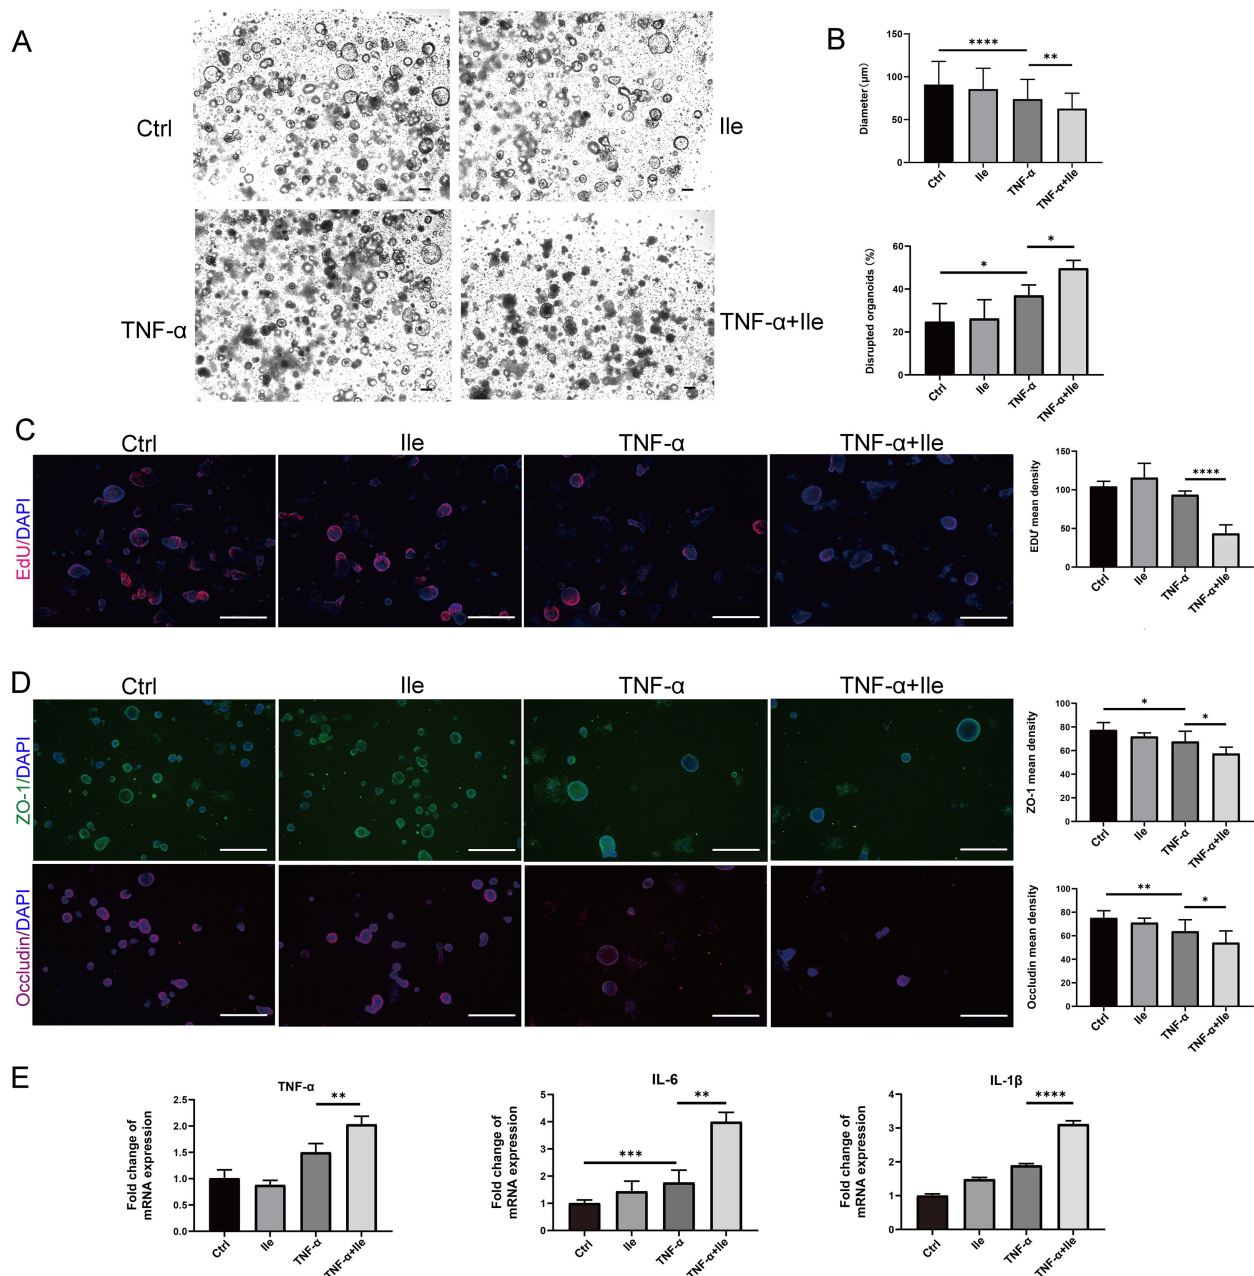 A
Ctrl
Ile
TNF-α
TNF-α+Ile
B
Diameter (μm)
150
100
50
0
****
**
Ctrl
Ile
TNF-α
TNF-α+Ile
Disrupted organoids (%)
60
40
20
0
*
*
Ctrl
Ile
TNF-α
TNF-α+Ile
C
Ctrl
Ile
TNF-α
TNF-α+Ile
EdU/DAPI
EDU+ mean density
150
100
50
0
****
Ctrl
Ile
TNF-α
TNF-α+Ile
D
Ctrl
Ile
TNF-α
TNF-α+Ile
ZO-1/DAPI
ZO-1 mean density
100
80
60
40
20
0
*
*
Ctrl
Ile
TNF-α
TNF-α+Ile
Occludin/DAPI
Occludin mean density
100
80
60
40
20
0
**
*
Ctrl
Ile
TNF-α
TNF-α+Ile
E
TNF-α
Fold change of
mRNA expression
2.5
2.0
1.5
1.0
0.5
0.0
**
Ctrl
Ile
TNF-α
TNF-α+Ile
IL-6
Fold change of
mRNA expression
5
4
3
2
1
0
***
**
Ctrl
Ile
TNF-α
TNF-α+Ile
IL-1β
Fold change of
mRNA expression
4
3
2
1
0
****
Ctrl
Ile
TNF-α
TNF-α+Ile